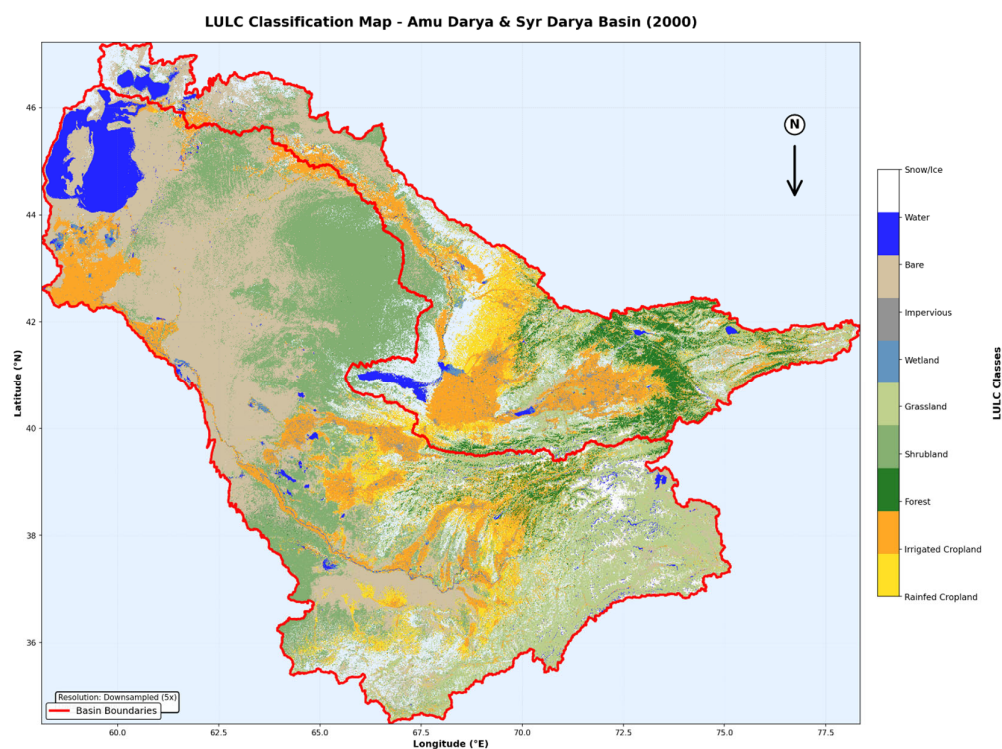 LULC Classification Map - Amu Darya & Syr Darya Basin (2000)
N
46
44
42
40
38
36
Latitude (°N)
60.0
62.5
65.0
67.5
70.0
72.5
75.0
77.5
Longitude (°E)
Resolution: Downsampled (5x)
Basin Boundaries
Snow/Ice
Water
Bare
Impervious
Wetland
Grassland
Shrubland
Forest
Irrigated Cropland
Rainfed Cropland
LULC Classes